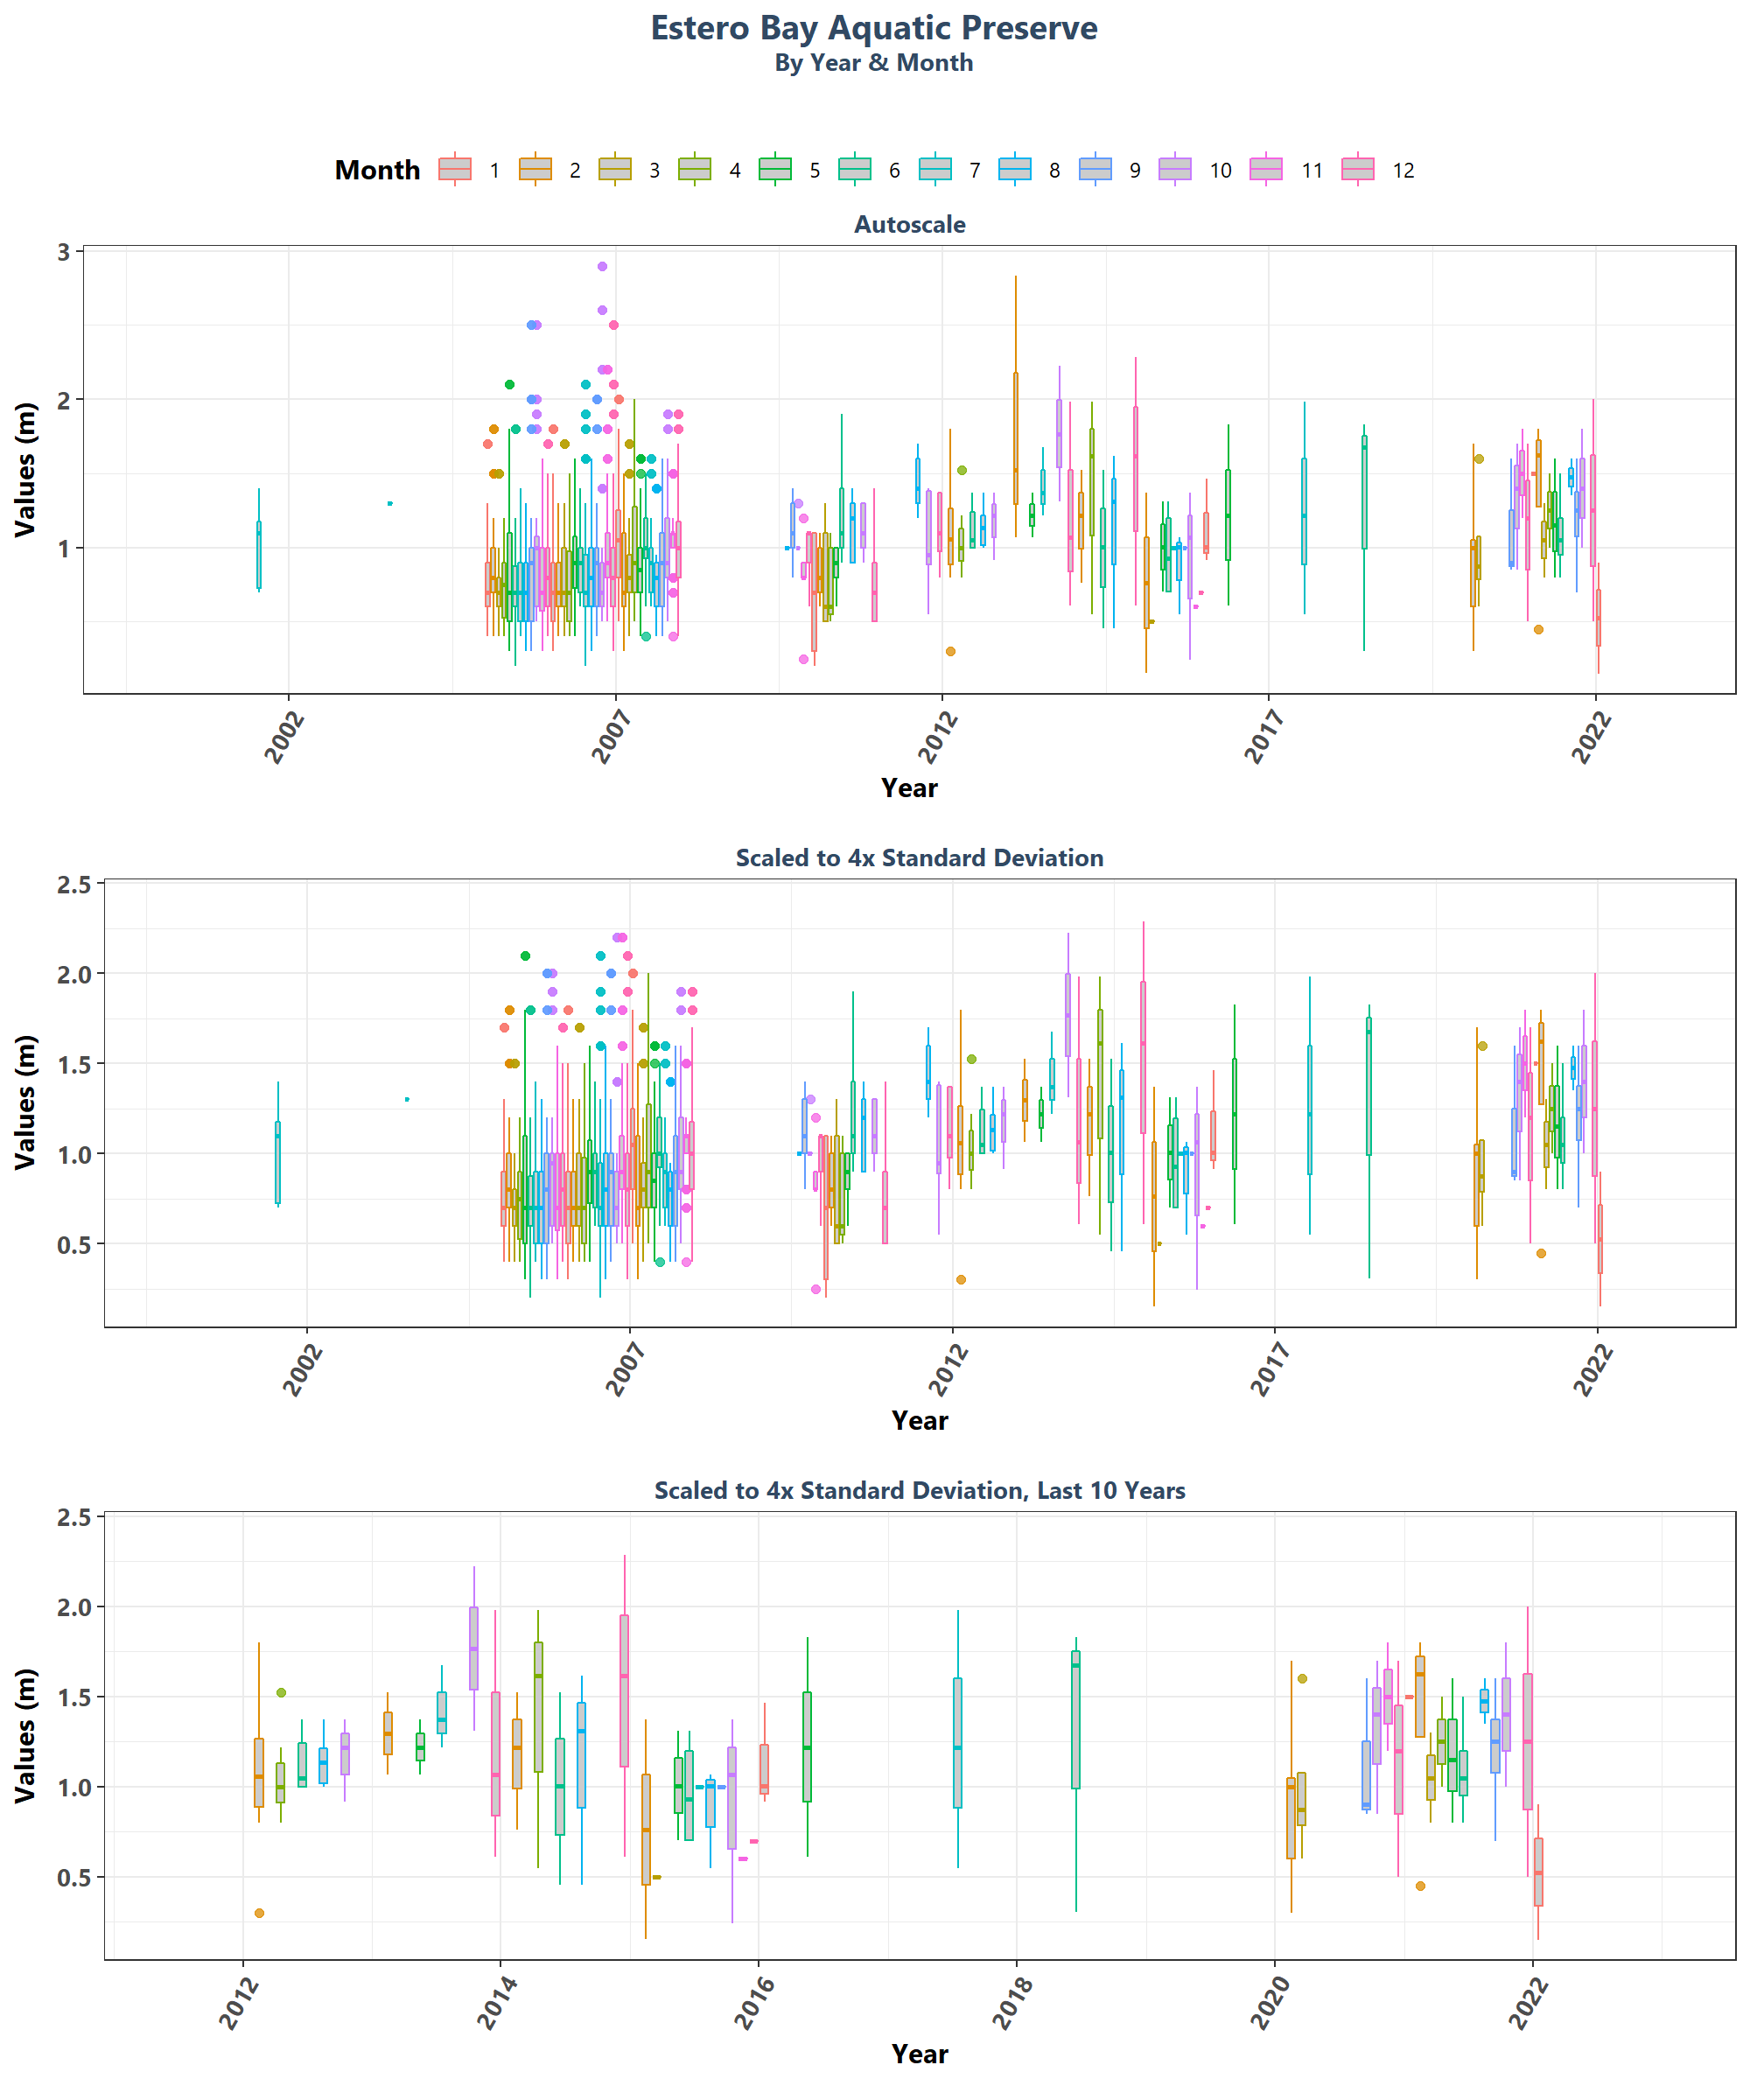 Estero Bay Aquatic Preserve
By Year & Month
Month 1 2 3 4 5 6 7 8 9 10 11 12
Autoscale
3
2
1
Values (m)
2002 2007 2012 2017 2022
Year
Scaled to 4x Standard Deviation
2.5
2.0
1.5
1.0
0.5
Values (m)
2002 2007 2012 2017 2022
Year
Scaled to 4x Standard Deviation, Last 10 Years
2.5
2.0
1.5
1.0
0.5
Values (m)
2012 2014 2016 2018 2020 2022
Year